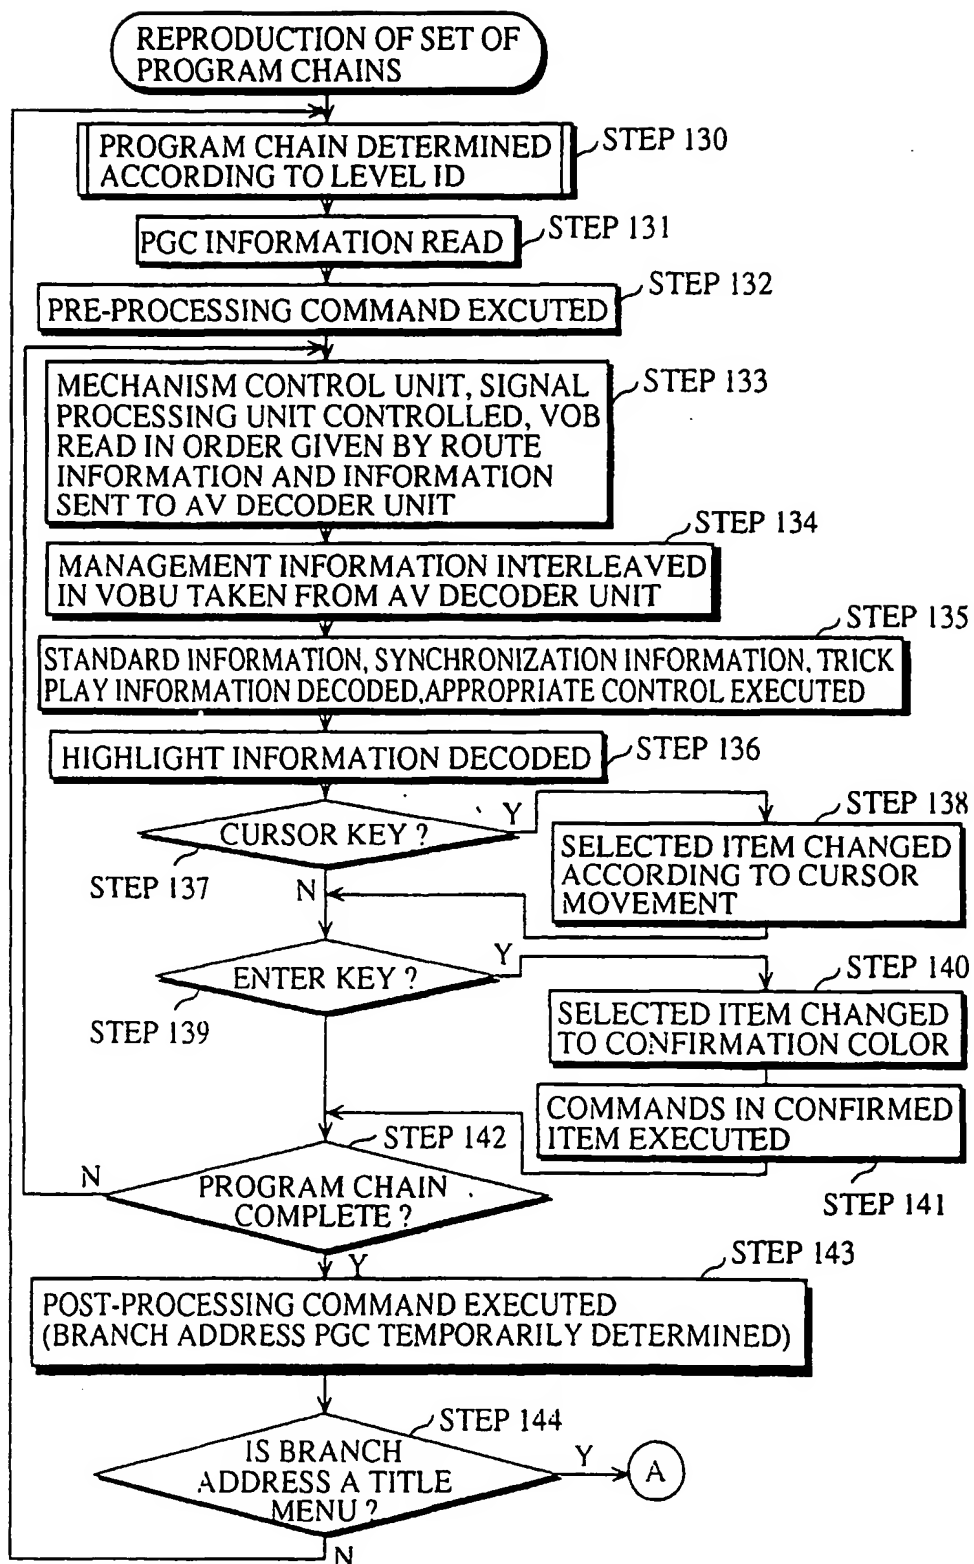 REPRODUCTION OF SET OF
PROGRAM CHAINS
PROGRAM CHAIN DETERMINED
ACCORDING TO LEVEL ID
STEP 130
PGC INFORMATION READ
STEP 131
PRE-PROCESSING COMMAND EXCUTED
STEP 132
MECHANISM CONTROL UNIT, SIGNAL
PROCESSING UNIT CONTROLLED, VOB
READ IN ORDER GIVEN BY ROUTE
INFORMATION AND INFORMATION
SENT TO AV DECODER UNIT
STEP 133
STEP 134
MANAGEMENT INFORMATION INTERLEAVED
IN VOBU TAKEN FROM AV DECODER UNIT
STEP 135
STANDARD INFORMATION, SYNCHRONIZATION INFORMATION, TRICK
PLAY INFORMATION DECODED,APPROPRIATE CONTROL EXECUTED
HIGHLIGHT INFORMATION DECODED
STEP 136
CURSOR KEY ?
Y
STEP 137
N
STEP 138
SELECTED ITEM CHANGED
ACCORDING TO CURSOR
MOVEMENT
ENTER KEY ?
Y
STEP 139
STEP 140
SELECTED ITEM CHANGED
TO CONFIRMATION COLOR
COMMANDS IN CONFIRMED
ITEM EXECUTED
STEP 141
STEP 142
N
PROGRAM CHAIN
COMPLETE ?
Y
STEP 143
POST-PROCESSING COMMAND EXECUTED
(BRANCH ADDRESS PGC TEMPORARILY DETERMINED)
STEP 144
IS BRANCH
ADDRESS A TITLE
MENU ?
Y
A
N